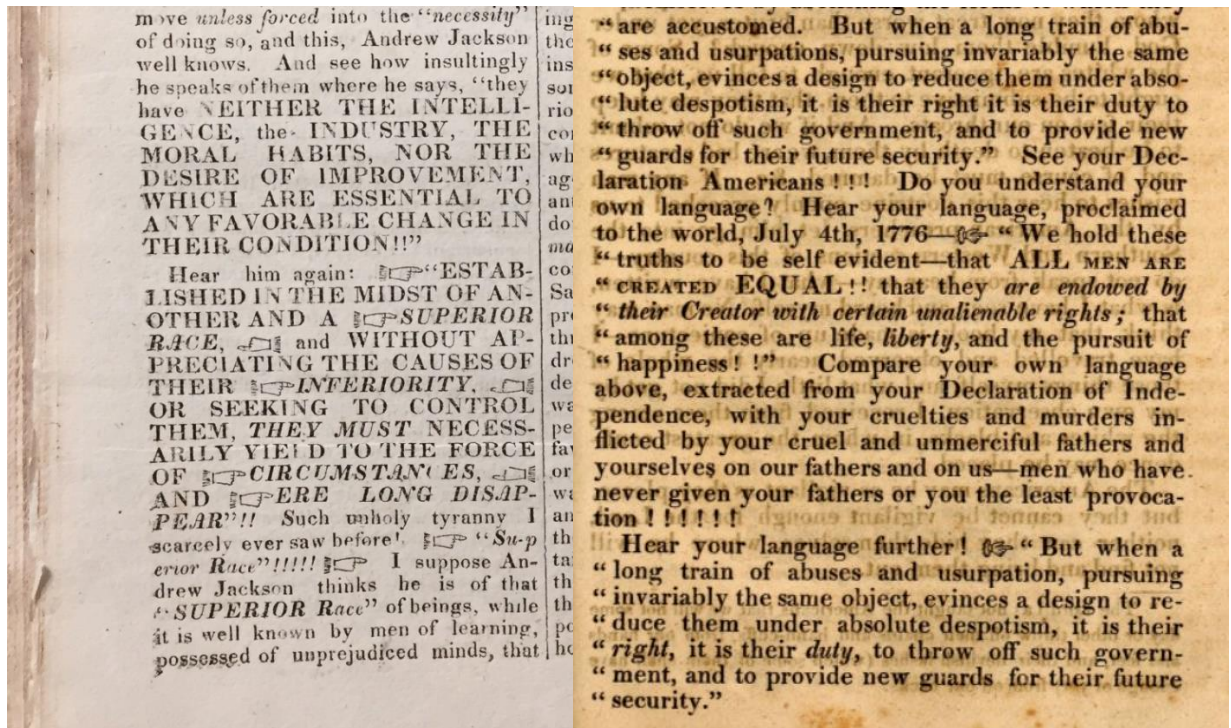 move unless forced into the "necessity"
of doing so, and this, Andrew Jackson
well knows. And see how insultingly
he speaks of them where he says, "they
have NEITHER THE INTELLI-
GENCE, the INDUSTRY, THE
MORAL HABITS, NOR THE
DESIRE OF IMPROVEMENT,
WHICH ARE ESSENTIAL TO
ANY FAVORABLE CHANGE IN
THEIR CONDITION!!"
Hear him again: ☞"ESTAB-
LISHED IN THE MIDST OF AN-
OTHER AND A ☞SUPERIOR
RACE, ☜ and WITHOUT AP-
PRECIATING THE CAUSES OF
THEIR ☞INFERIORITY, ☜
OR SEEKING TO CONTROL
THEM, THEY MUST NECESS-
ARILY YIELD TO THE FORCE
OF ☞CIRCUMSTANCES, ☜
AND ☞ERE LONG DISAP-
PEAR"!! Such unholy tyranny I
scarcely ever saw before! ☞ "Sup
erior Race"!!!!! ☞ I suppose An-
drew Jackson thinks he is of that
"SUPERIOR Race" of beings, while
it is well known by men of learning,
possessed of unprejudiced minds, that
"are accustomed. But when a long train of abu-
"ses and usurpations, pursuing invariably the same
"object, evinces a design to reduce them under abso-
"lute despotism, it is their right it is their duty to
"throw off such government, and to provide new
"guards for their future security." See your Dec-
laration Americans!!! Do you understand your
own language? Hear your language, proclaimed
to the world, July 4th, 1776—☞ "We hold these
"truths to be self evident—that ALL MEN ARE
"CREATED EQUAL!! that they are endowed by
"their Creator with certain unalienable rights; that
"among these are life, liberty, and the pursuit of
"happiness!!" Compare your own language
above, extracted from your Declaration of Inde-
pendence, with your cruelties and murders in-
flicted by your cruel and unmerciful fathers and
yourselves on our fathers and on us—men who have
never given your fathers or you the least provoca-
tion!!!!!!
Hear your language further! ☞ "But when a
"long train of abuses and usurpation, pursuing
"invariably the same object, evinces a design to re-
"duce them under absolute despotism, it is their
"right, it is their duty, to throw off such govern-
"ment, and to provide new guards for their future
"security."